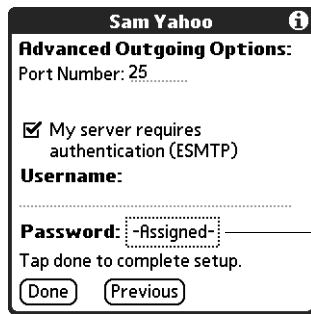 Sam Yahoo
Advanced Outgoing Options:
Port Number: 25
My server requires
authentication (ESMTP)
Username:
Password: -Assigned-
Tap done to complete setup.
Done Previous